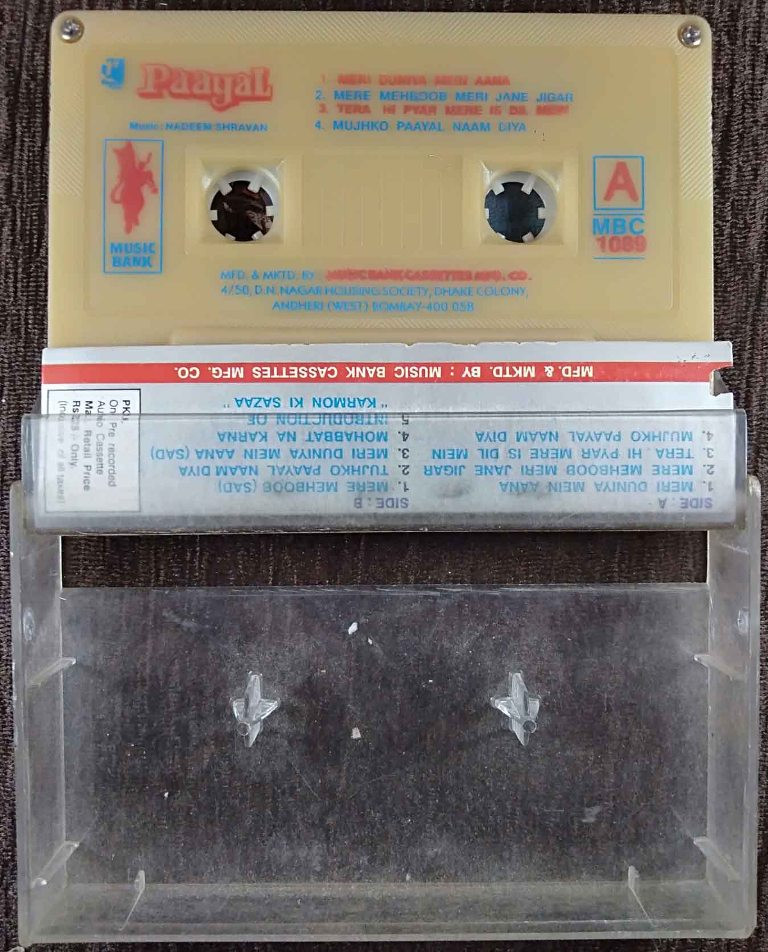 PaayaL
Music: NADEEM SHRAVAN
1. MERI DUNIYA MEIN AANA
2. MERE MEHBOOB MERI JANE JIGAR
3. TERA HI PYAR MERE IS DIL MEIN
4. MUJHKO PAAYAL NAAM DIYA
MUSIC
BANK
A
MBC
1089
MFD. & MKTD. BY: MUSIC BANK CASSETTES MFG. CO.
4/50, D.N. NAGAR HOUSING SOCIETY, DHAKE COLONY,
ANDHERI (WEST) BOMBAY-400 058
MFD. & MKTD. BY : MUSIC BANK CASSETTES MFG. CO.
SIDE : A
1. MERI DUNIYA MEIN AANA
2. MERE MEHBOOB MERI JANE JIGAR
3. TERA HI PYAR MERE IS DIL MEIN
4. MUJHKO PAAYAL NAAM DIYA
SIDE : B
1. MERE MEHBOOB (SAD)
2. TUJHKO PAAYAL NAAM DIYA
3. MERI DUNIYA MEIN AANA (SAD)
4. MOHABBAT NA KARNA
5 INTRODUCTION OF
" KARMON KI SAZAA "
One Pre recorded
Audio Cassette
Max. Retail Price
Only.
(Inclusive of all taxes)